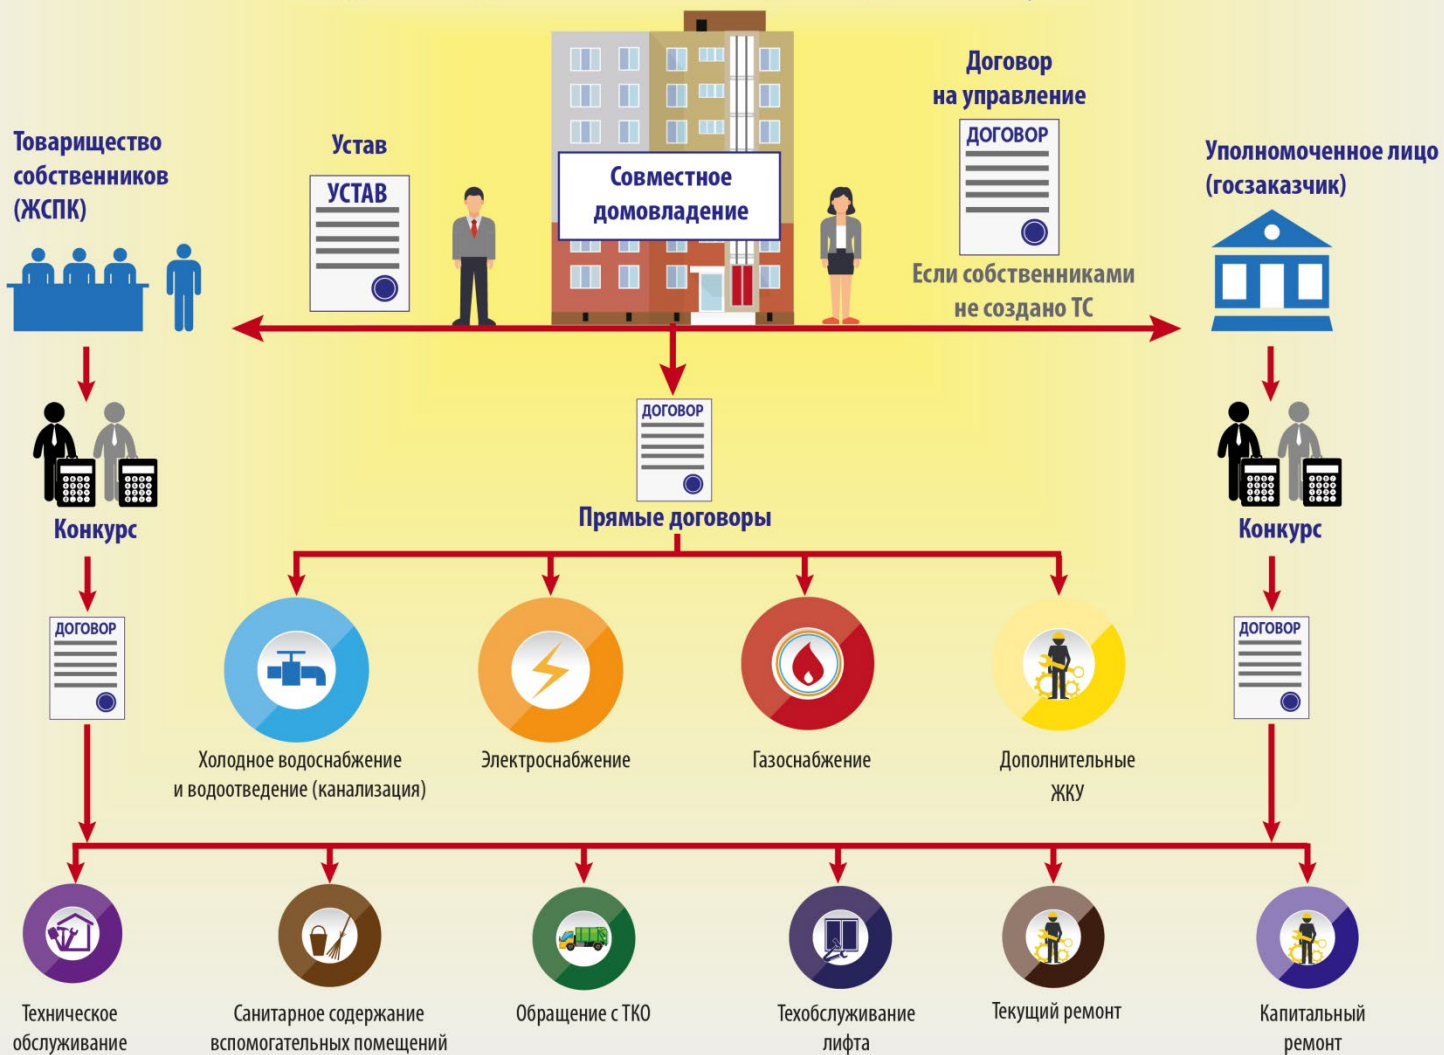 Товарищество
собственников
(ЖСПК)
Устав
УСТАВ
Совместное
домовладение
Договор
на управление
ДОГОВОР
Если собственниками
не создано ТС
Уполномоченное лицо
(госзаказчик)
ДОГОВОР
Прямые договоры
Конкурс
Конкурс
ДОГОВОР
ДОГОВОР
Холодное водоснабжение
и водоотведение (канализация)
Электроснабжение
Газоснабжение
Дополнительные
ЖКУ
Техническое
обслуживание
Санитарное содержание
вспомогательных помещений
Обращение с ТКО
Техобслуживание
лифта
Текущий ремонт
Капитальный
ремонт